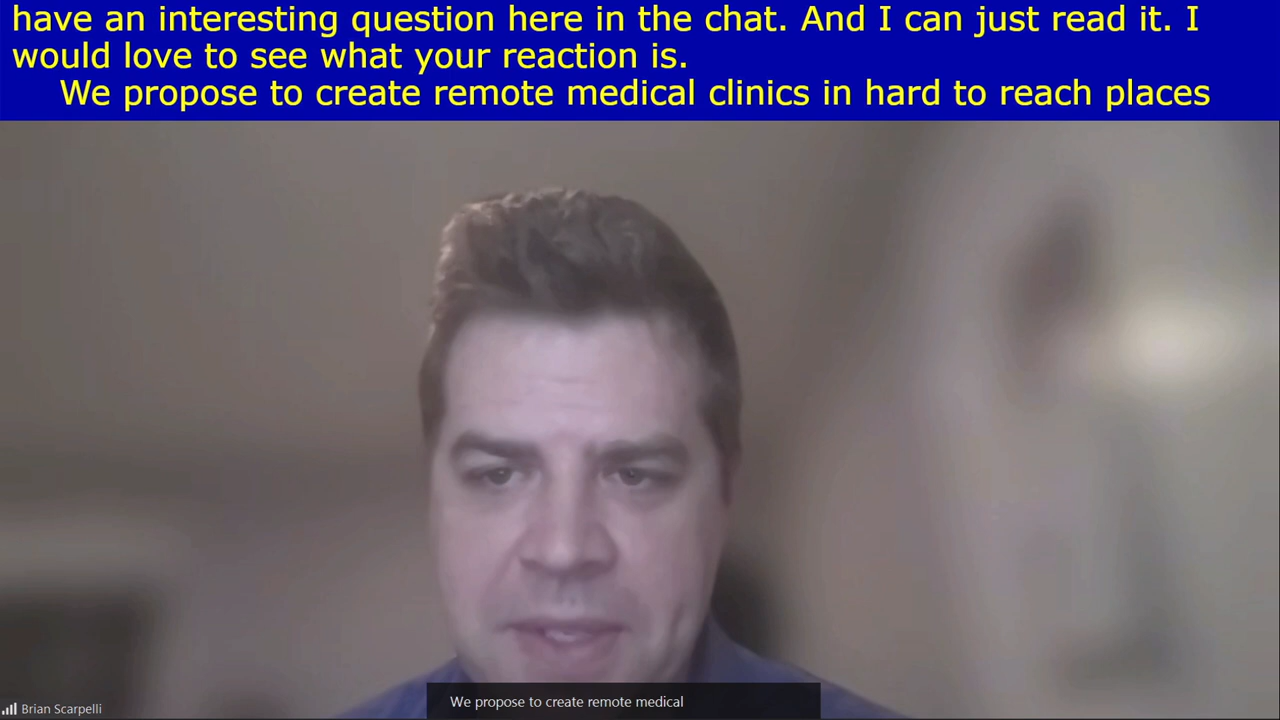 have an interesting question here in the chat. And I can just read it. I
would love to see what your reaction is.
We propose to create remote medical clinics in hard to reach places
Brian Scarpelli
We propose to create remote medical